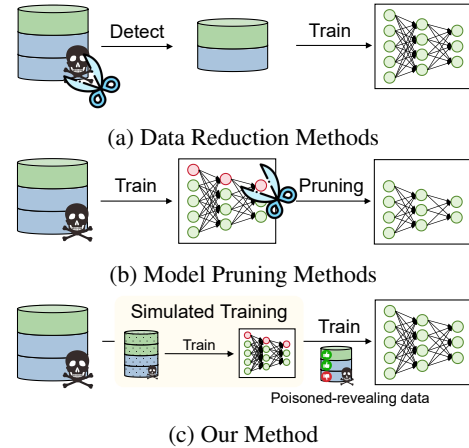 Detect
Train
(a) Data Reduction Methods
Train
Pruning
(b) Model Pruning Methods
Simulated Training
Train
Train
Poisoned-revealing data
(c) Our Method